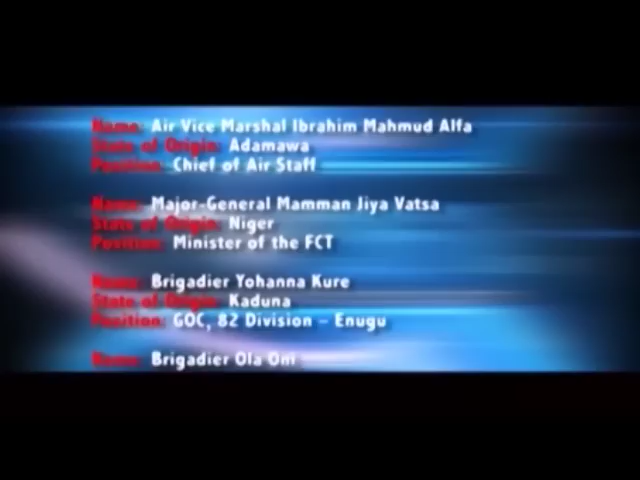 Name: Air Vice Marshal Ibrahim Mahmud Alfa
State of Origin: Adamawa
Position: Chief of Air Staff
Name: Major-General Mamman Jiya Vatsa
State of Origin: Niger
Position: Minister of the FCT
Name: Brigadier Yohanna Kure
State of Origin: Kaduna
Position: GOC, 82 Division – Enugu
Name: Brigadier Ola Oni